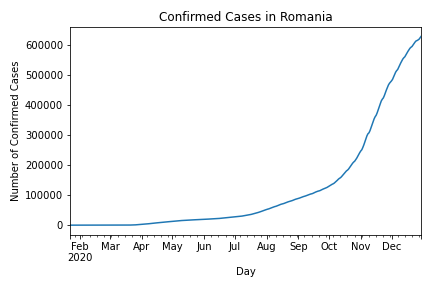 Confirmed Cases in Romania
600000
500000
400000
300000
200000
100000
0
Number of Confirmed Cases
Feb Mar Apr May Jun Jul Aug Sep Oct Nov Dec
2020
Day